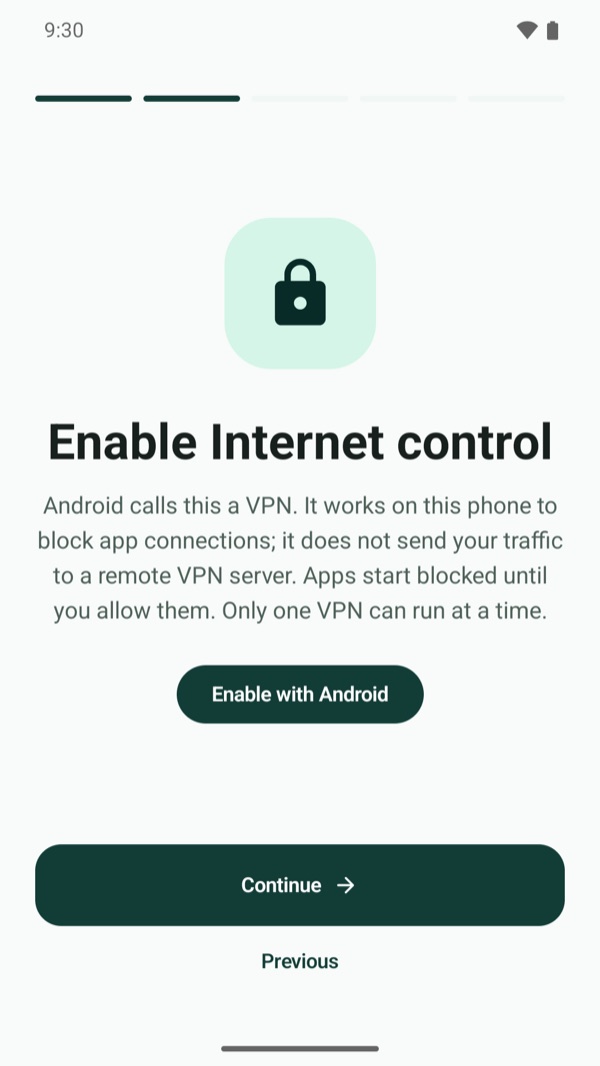 9:30
Enable Internet control
Android calls this a VPN. It works on this phone to
block app connections; it does not send your traffic
to a remote VPN server. Apps start blocked until
you allow them. Only one VPN can run at a time.
Enable with Android
Continue →
Previous